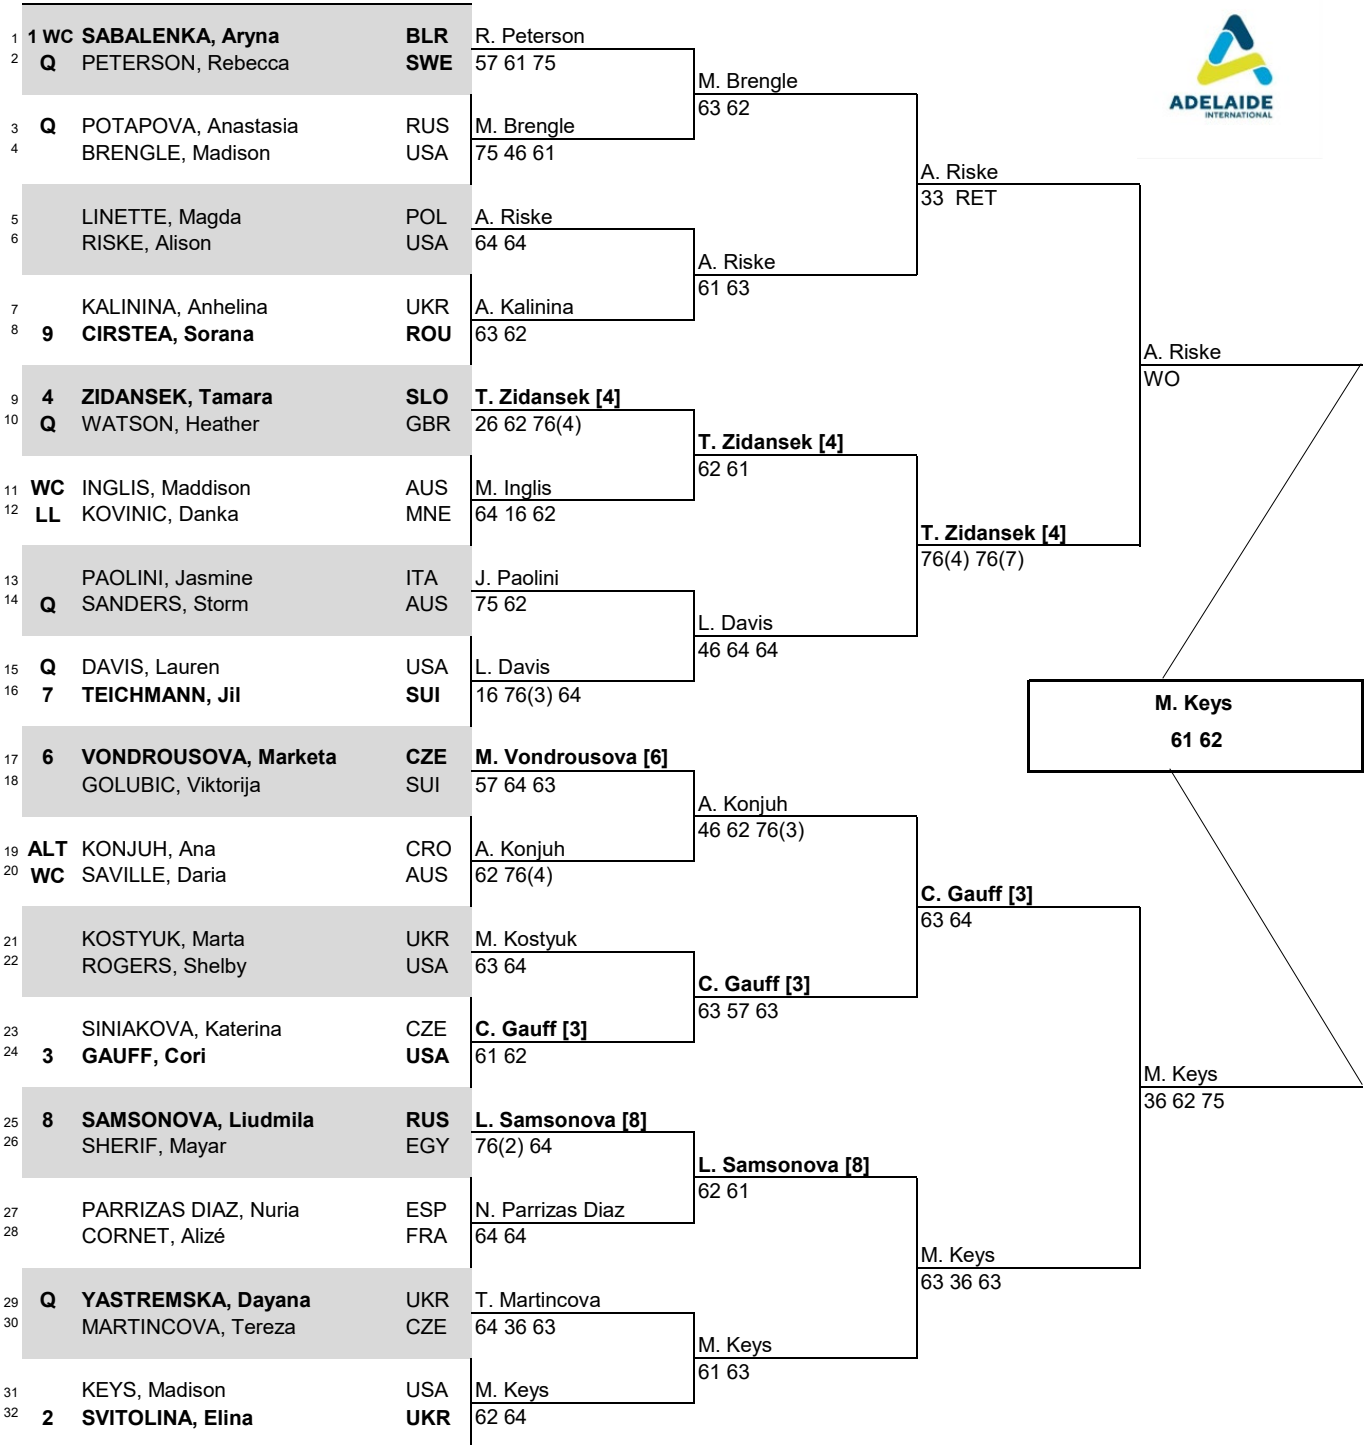 1 1 WC SABALENKA, Aryna BLR R. Peterson
2 Q PETERSON, Rebecca SWE 57 61 75
M. Brengle
63 62
ADELAIDE
INTERNATIONAL
3 Q POTAPOVA, Anastasia RUS M. Brengle
4 BRENGLE, Madison USA 75 46 61
A. Riske
33 RET
5 LINETTE, Magda POL A. Riske
6 RISKE, Alison USA 64 64
A. Riske
61 63
7 KALININA, Anhelina UKR A. Kalinina
8 9 CIRSTEA, Sorana ROU 63 62
A. Riske
WO
9 4 ZIDANSEK, Tamara SLO T. Zidansek [4]
10 Q WATSON, Heather GBR 26 62 76(4)
T. Zidansek [4]
62 61
11 WC INGLIS, Maddison AUS M. Inglis
12 LL KOVINIC, Danka MNE 64 16 62
T. Zidansek [4]
76(4) 76(7)
13 PAOLINI, Jasmine ITA J. Paolini
14 Q SANDERS, Storm AUS 75 62
L. Davis
46 64 64
15 Q DAVIS, Lauren USA L. Davis
16 7 TEICHMANN, Jil SUI 16 76(3) 64
M. Keys
61 62
17 6 VONDROUSOVA, Marketa CZE M. Vondrousova [6]
18 GOLUBIC, Viktorija SUI 57 64 63
A. Konjuh
46 62 76(3)
19 ALT KONJUH, Ana CRO A. Konjuh
20 WC SAVILLE, Daria AUS 62 76(4)
C. Gauff [3]
63 64
21 KOSTYUK, Marta UKR M. Kostyuk
22 ROGERS, Shelby USA 63 64
C. Gauff [3]
63 57 63
23 SINIAKOVA, Katerina CZE C. Gauff [3]
24 3 GAUFF, Cori USA 61 62
M. Keys
36 62 75
25 8 SAMSONOVA, Liudmila RUS L. Samsonova [8]
26 SHERIF, Mayar EGY 76(2) 64
L. Samsonova [8]
62 61
27 PARRIZAS DIAZ, Nuria ESP N. Parrizas Diaz
28 CORNET, Alizé FRA 64 64
M. Keys
63 36 63
29 Q YASTREMSKA, Dayana UKR T. Martincova
30 MARTINCOVA, Tereza CZE 64 36 63
M. Keys
61 63
31 KEYS, Madison USA M. Keys
32 2 SVITOLINA, Elina UKR 62 64